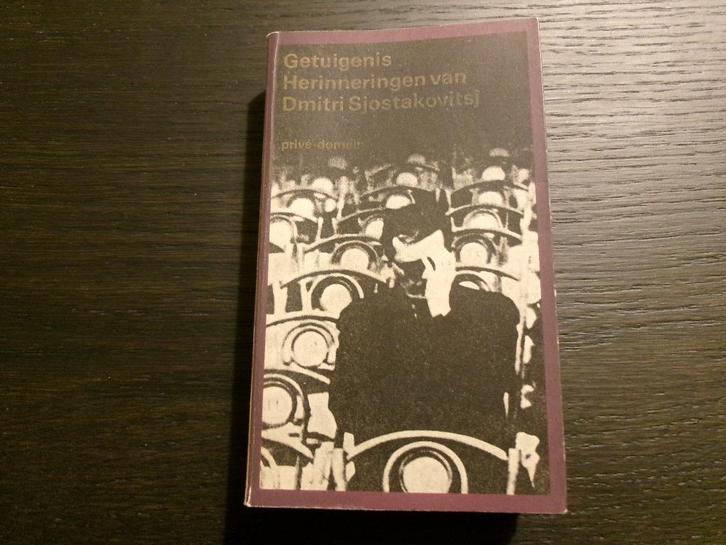 Getuigenis
Herinneringen van
Dmitri Sjostakovitsj
privé-domein